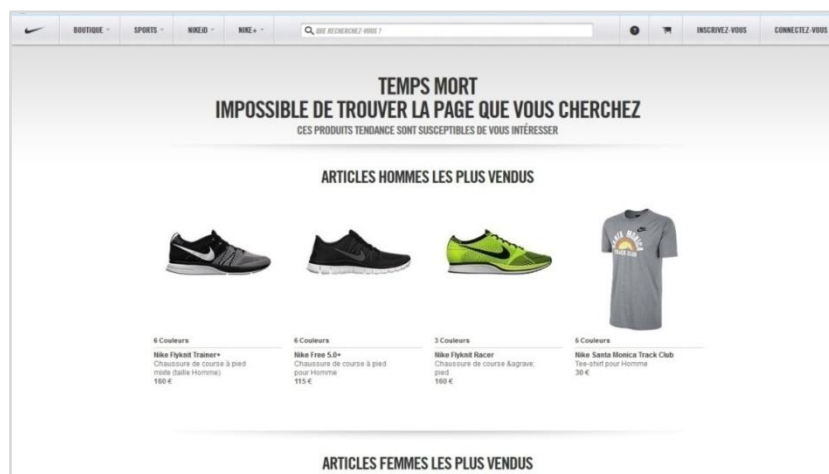 BOUTIQUE
SPORTS
NIKEiD
NIKE+
QUE RECHERCHEZ-VOUS ?
?
INSCRIVEZ-VOUS
CONNECTEZ-VOUS
TEMPS MORT
IMPOSSIBLE DE TROUVER LA PAGE QUE VOUS CHERCHEZ
CES PRODUITS TENDANCE SONT SUSCEPTIBLES DE VOUS INTÉRESSER
ARTICLES HOMMES LES PLUS VENDUS
SANTA MONICA
TRACK CLUB
6 Couleurs
Nike Flyknit Trainer+
Chaussure de course à pied
mixte (taille Homme)
160 €
6 Couleurs
Nike Free 5.0+
Chaussure de course à pied
pour Homme
115 €
3 Couleurs
Nike Flyknit Racer
Chaussure de course &agrave;
pied
160 €
5 Couleurs
Nike Santa Monica Track Club
Tee-shirt pour Homme
30 €
ARTICLES FEMMES LES PLUS VENDUS